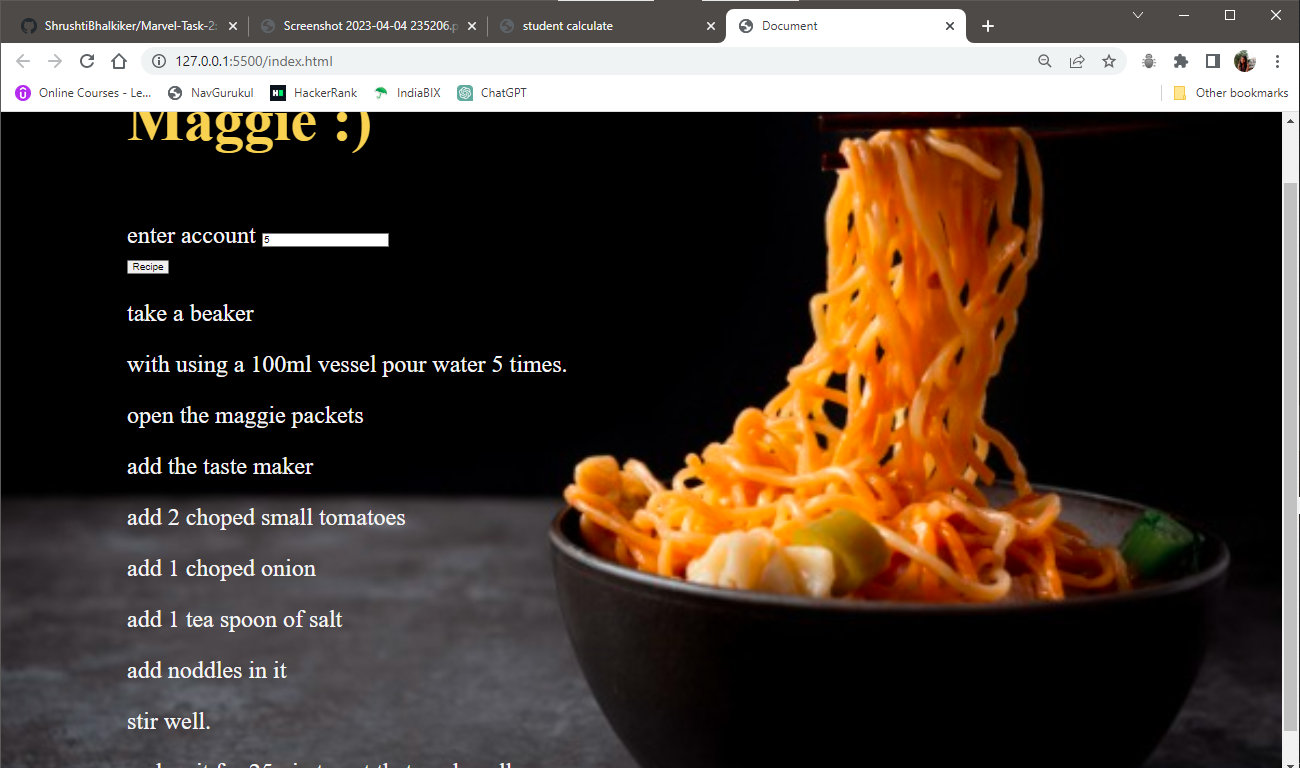 ShrushtiBhalkiker/Marvel-Task-2:
Screenshot 2023-04-04 235206.p
student calculate
Document
127.0.0.1:5500/index.html
Online Courses - Le...
NavGurukul
HackerRank
IndiaBIX
ChatGPT
Other bookmarks
Maggie :)
enter account 5
Recipe
take a beaker
with using a 100ml vessel pour water 5 times.
open the maggie packets
add the taste maker
add 2 choped small tomatoes
add 1 choped onion
add 1 tea spoon of salt
add noddles in it
stir well.